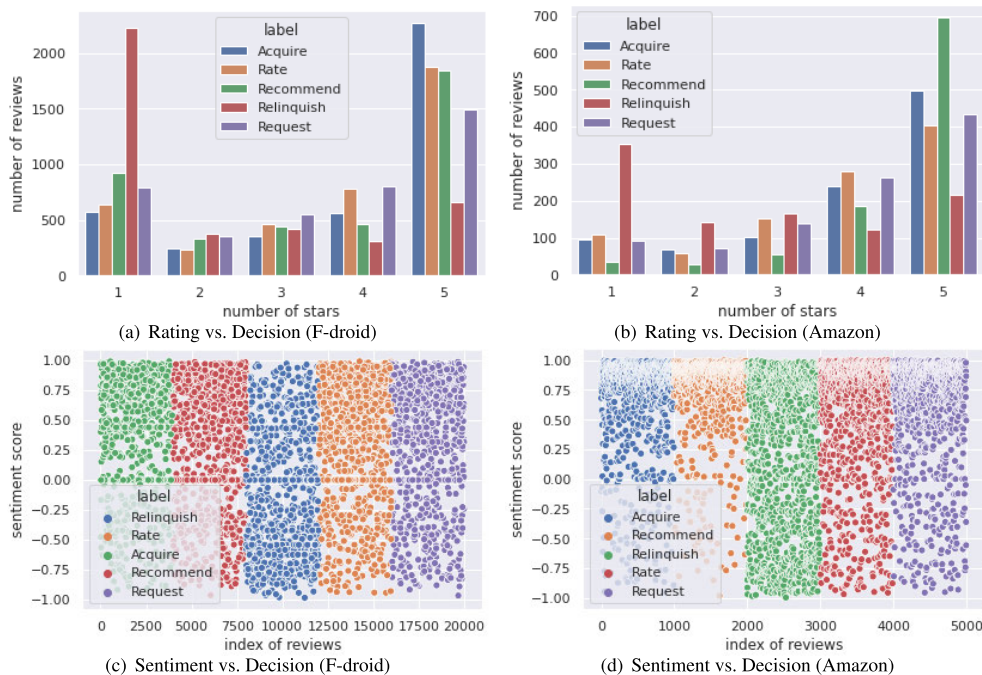 label
Acquire
Rate
Recommend
Relinquish
Request
number of reviews
2000
1500
1000
500
0
1 2 3 4 5
number of stars
(a) Rating vs. Decision (F-droid)
label
Acquire
Rate
Recommend
Relinquish
Request
number of reviews
700
600
500
400
300
200
100
0
1 2 3 4 5
number of stars
(b) Rating vs. Decision (Amazon)
sentiment score
1.00
0.75
0.50
0.25
0.00
−0.25
−0.50
−0.75
−1.00
label
Relinquish
Rate
Acquire
Recommend
Request
0 2500 5000 7500 10000 12500 15000 17500 20000
index of reviews
(c) Sentiment vs. Decision (F-droid)
sentiment score
1.00
0.75
0.50
0.25
0.00
−0.25
−0.50
−0.75
−1.00
label
Acquire
Recommend
Relinquish
Rate
Request
0 1000 2000 3000 4000 5000
index of reviews
(d) Sentiment vs. Decision (Amazon)